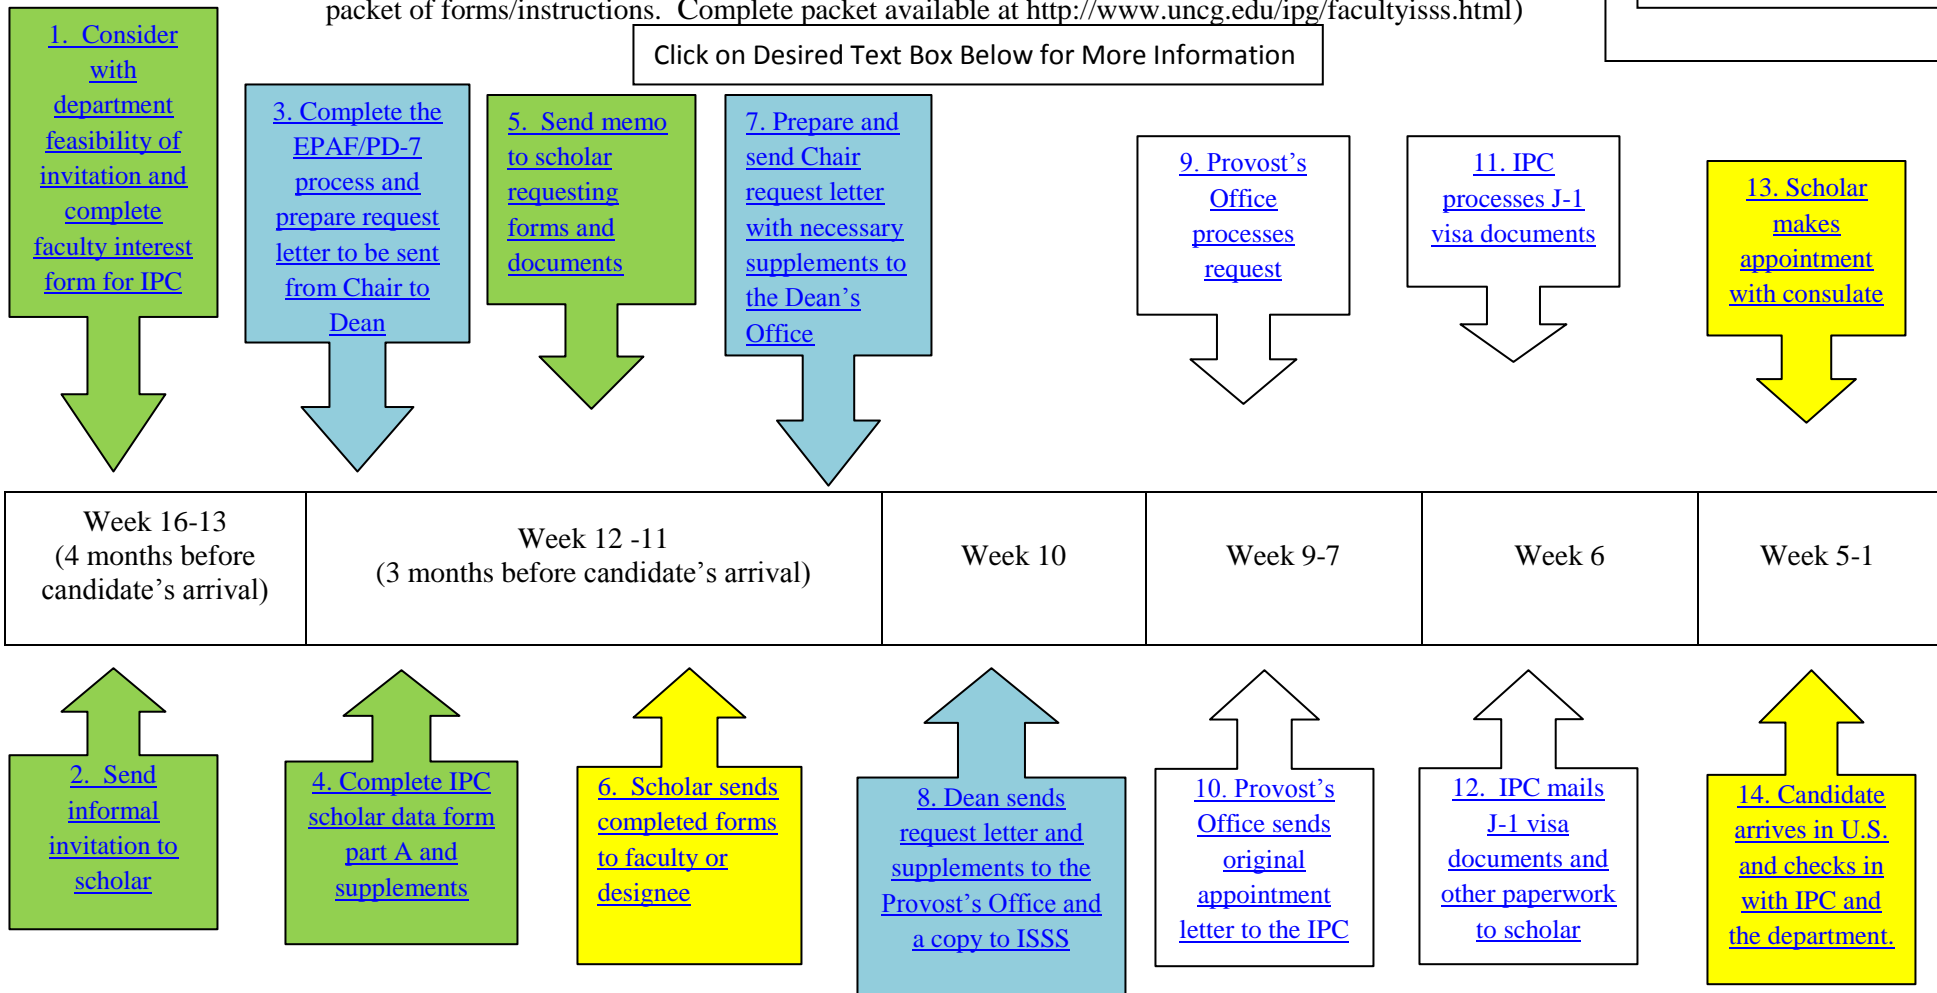 packet of forms/instructions.  Complete packet available at http://www.uncg.edu/ipg/facultyisss.html)
Click on Desired Text Box Below for More Information
1.  Consider
with
department
feasibility of
invitation and
complete
faculty interest
form for IPC
3. Complete the
EPAF/PD-7
process and
prepare request
letter to be sent
from Chair to
Dean
5.  Send memo
to scholar
requesting
forms and
documents
7. Prepare and
send Chair
request letter
with necessary
supplements to
the Dean’s
Office
9. Provost’s
Office
processes
request
11. IPC
processes J-1
visa documents
13. Scholar
makes
appointment
with consulate
Week 16-13
(4 months before
candidate’s arrival)
Week 12 -11
(3 months before candidate’s arrival)
Week 10
Week 9-7
Week 6
Week 5-1
2.  Send
informal
invitation to
scholar
4. Complete IPC
scholar data form
part A and
supplements
6.  Scholar sends
completed forms
to faculty or
designee
8. Dean sends
request letter and
supplements to the
Provost’s Office and
a copy to ISSS
10. Provost’s
Office sends
original
appointment
letter to the IPC
12.  IPC mails
J-1 visa
documents and
other paperwork
to scholar
14. Candidate
arrives in U.S.
and checks in
with IPC and
the department.